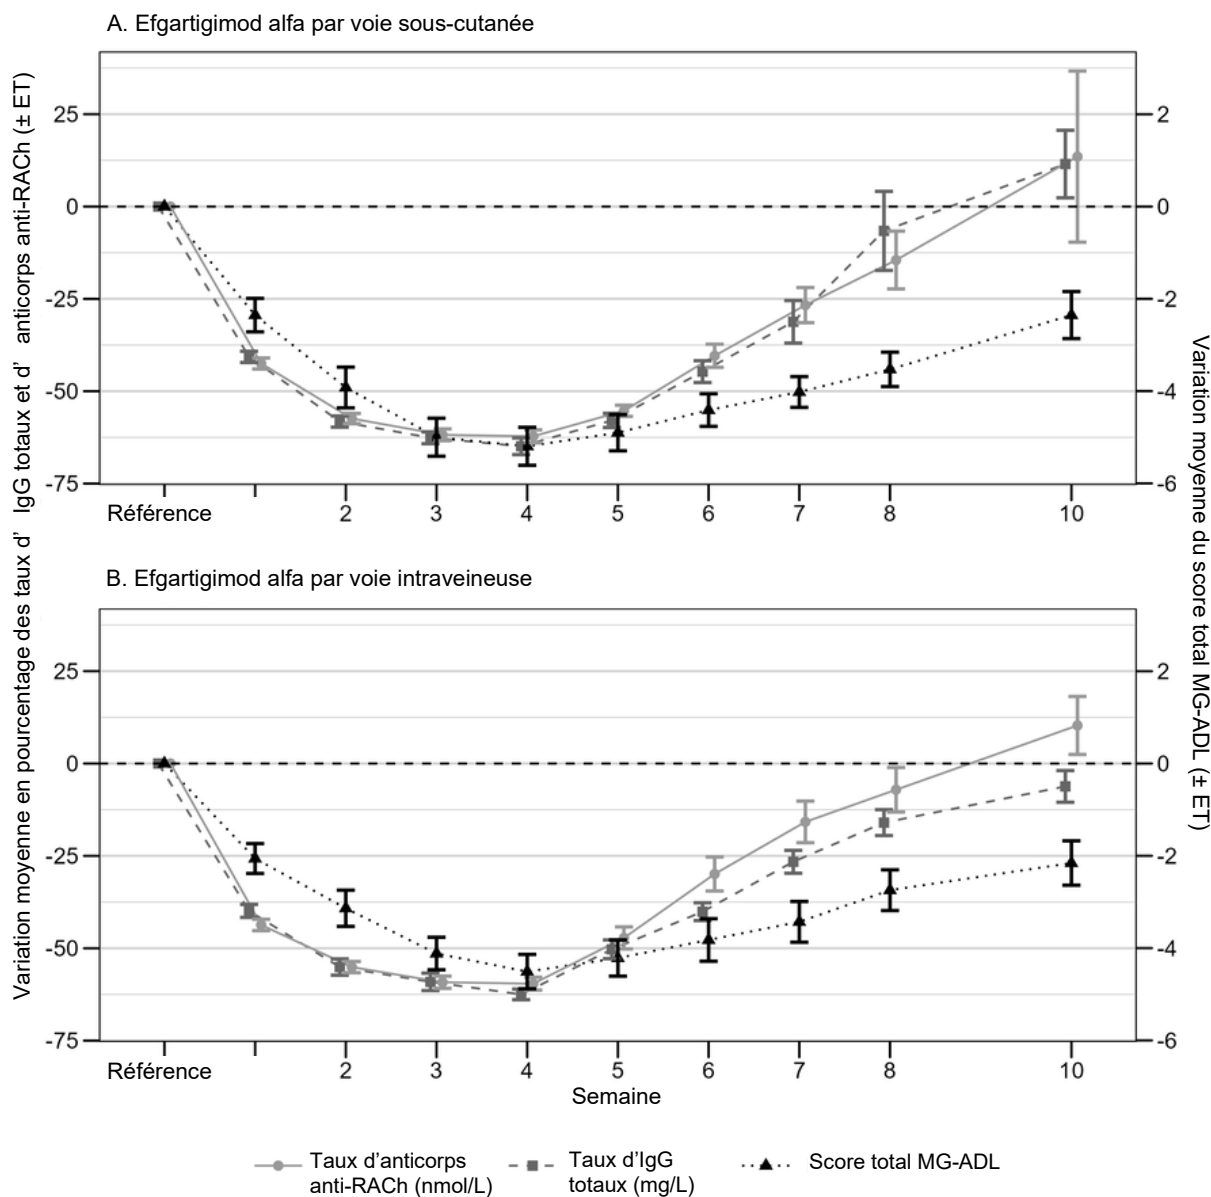 A. Efgartigimod alfa par voie sous-cutanée
Variation moyenne en pourcentage des taux d' IgG totaux et d' anticorps anti-RACh (± ET)
25
0
-25
-50
-75
2
0
-2
-4
-6
Variation moyenne du score total MG-ADL (± ET)
Référence 2 3 4 5 6 7 8 10
B. Efgartigimod alfa par voie intraveineuse
25
0
-25
-50
-75
2
0
-2
-4
-6
Référence 2 3 4 5 6 7 8 10
Semaine
Taux d'anticorps
anti-RACh (nmol/L)
Taux d'IgG
totaux (mg/L)
Score total MG-ADL